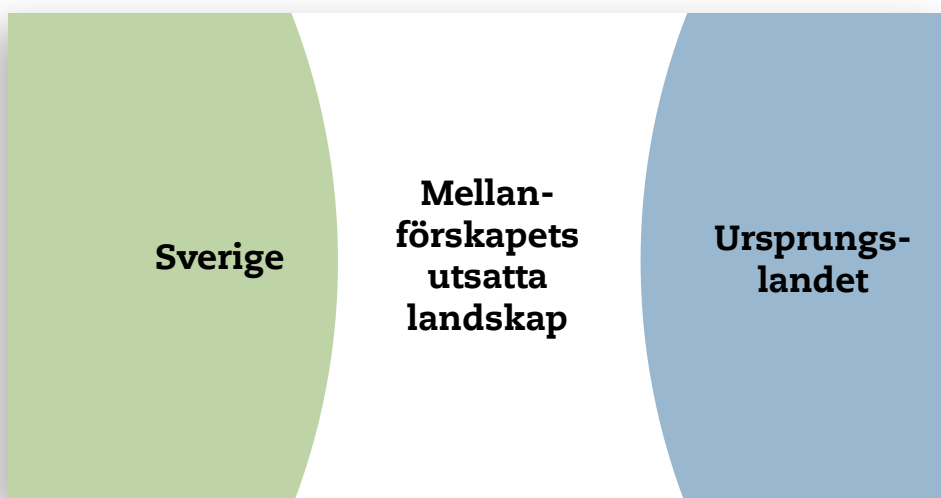 Sverige
Mellan-
förskapets
utsatta
landskap
Ursprungs-
landet